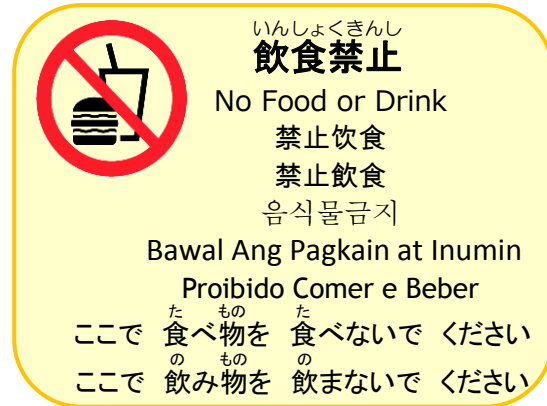 いんしょくきんし
飲食禁止
No Food or Drink
禁止饮食
禁止飲食
음식물금지
Bawal Ang Pagkain at Inumin
Proibido Comer e Beber
た もの た
ここで 食べ物を 食べないで ください
の もの の
ここで 飲み物を 飲まないで ください